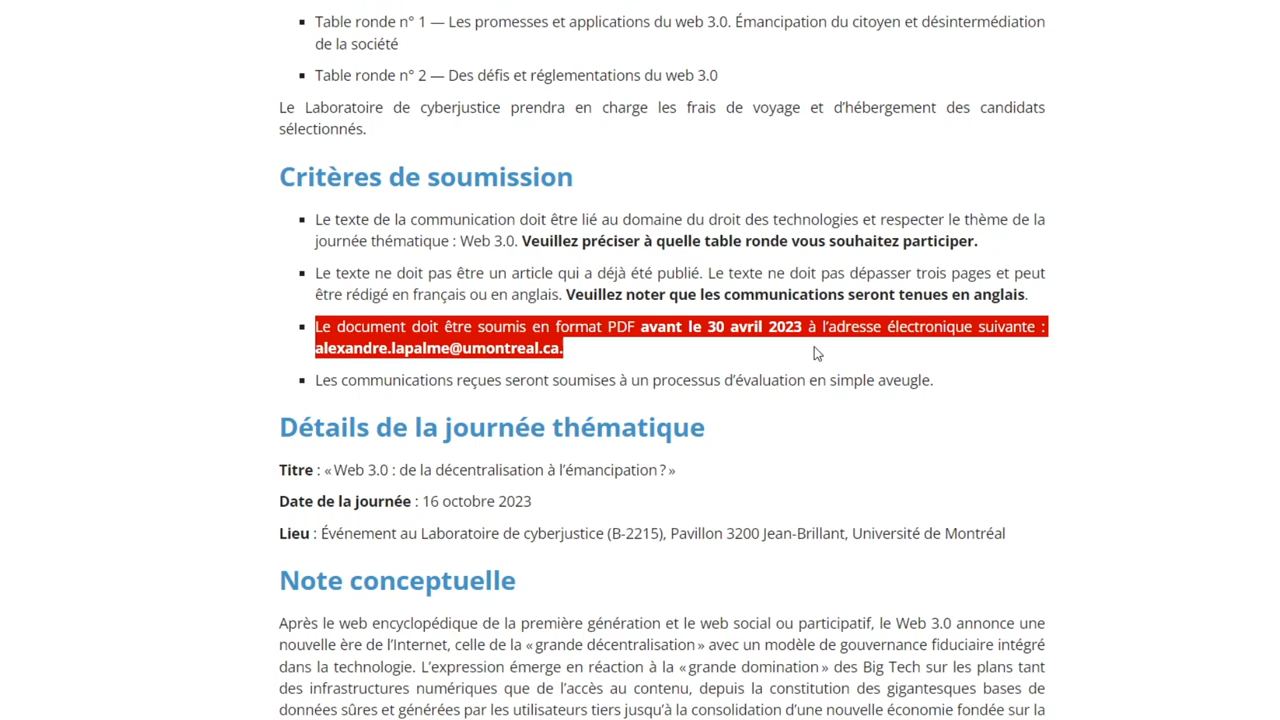 ▪ Table ronde n° 1 — Les promesses et applications du web 3.0. Émancipation du citoyen et désintermédiation
de la société
▪ Table ronde n° 2 — Des défis et réglementations du web 3.0
Le Laboratoire de cyberjustice prendra en charge les frais de voyage et d’hébergement des candidats
sélectionnés.
Critères de soumission
▪ Le texte de la communication doit être lié au domaine du droit des technologies et respecter le thème de la
journée thématique : Web 3.0. Veuillez préciser à quelle table ronde vous souhaitez participer.
▪ Le texte ne doit pas être un article qui a déjà été publié. Le texte ne doit pas dépasser trois pages et peut
être rédigé en français ou en anglais. Veuillez noter que les communications seront tenues en anglais.
▪ Le document doit être soumis en format PDF avant le 30 avril 2023 à l’adresse électronique suivante :
alexandre.lapalme@umontreal.ca.
▪ Les communications reçues seront soumises à un processus d’évaluation en simple aveugle.
Détails de la journée thématique
Titre : « Web 3.0 : de la décentralisation à l’émancipation ? »
Date de la journée : 16 octobre 2023
Lieu : Événement au Laboratoire de cyberjustice (B-2215), Pavillon 3200 Jean-Brillant, Université de Montréal
Note conceptuelle
Après le web encyclopédique de la première génération et le web social ou participatif, le Web 3.0 annonce une
nouvelle ère de l’Internet, celle de la « grande décentralisation » avec un modèle de gouvernance fiduciaire intégré
dans la technologie. L’expression émerge en réaction à la « grande domination » des Big Tech sur les plans tant
des infrastructures numériques que de l’accès au contenu, depuis la constitution des gigantesques bases de
données sûres et générées par les utilisateurs tiers jusqu’à la consolidation d’une nouvelle économie fondée sur la